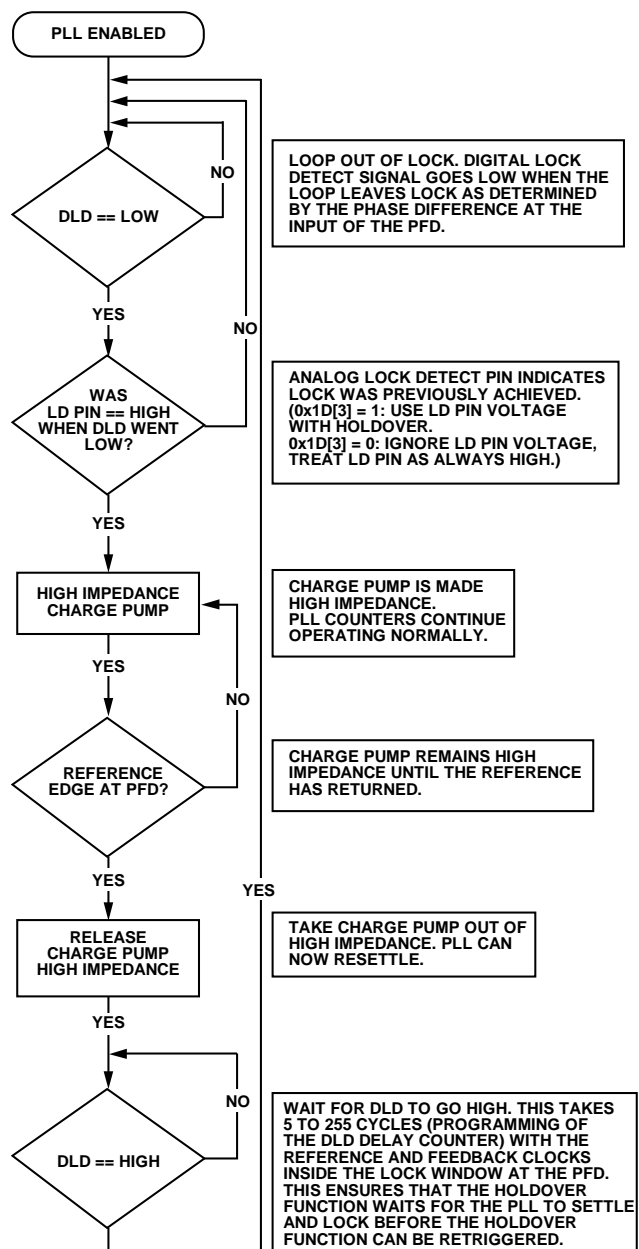 PLL ENABLED
NO
DLD == LOW
LOOP OUT OF LOCK. DIGITAL LOCK
DETECT SIGNAL GOES LOW WHEN THE
LOOP LEAVES LOCK AS DETERMINED
BY THE PHASE DIFFERENCE AT THE
INPUT OF THE PFD.
YES
NO
WAS
LD PIN == HIGH
WHEN DLD WENT
LOW?
ANALOG LOCK DETECT PIN INDICATES
LOCK WAS PREVIOUSLY ACHIEVED.
(0x1D[3] = 1: USE LD PIN VOLTAGE
WITH HOLDOVER.
0x1D[3] = 0: IGNORE LD PIN VOLTAGE,
TREAT LD PIN AS ALWAYS HIGH.)
YES
HIGH IMPEDANCE
CHARGE PUMP
CHARGE PUMP IS MADE
HIGH IMPEDANCE.
PLL COUNTERS CONTINUE
OPERATING NORMALLY.
YES
NO
REFERENCE
EDGE AT PFD?
CHARGE PUMP REMAINS HIGH
IMPEDANCE UNTIL THE REFERENCE
HAS RETURNED.
YES
YES
RELEASE
CHARGE PUMP
HIGH IMPEDANCE
TAKE CHARGE PUMP OUT OF
HIGH IMPEDANCE. PLL CAN
NOW RESETTLE.
YES
NO
DLD == HIGH
WAIT FOR DLD TO GO HIGH. THIS TAKES
5 TO 255 CYCLES (PROGRAMMING OF
THE DLD DELAY COUNTER) WITH THE
REFERENCE AND FEEDBACK CLOCKS
INSIDE THE LOCK WINDOW AT THE PFD.
THIS ENSURES THAT THE HOLDOVER
FUNCTION WAITS FOR THE PLL TO SETTLE
AND LOCK BEFORE THE HOLDOVER
FUNCTION CAN BE RETRIGGERED.